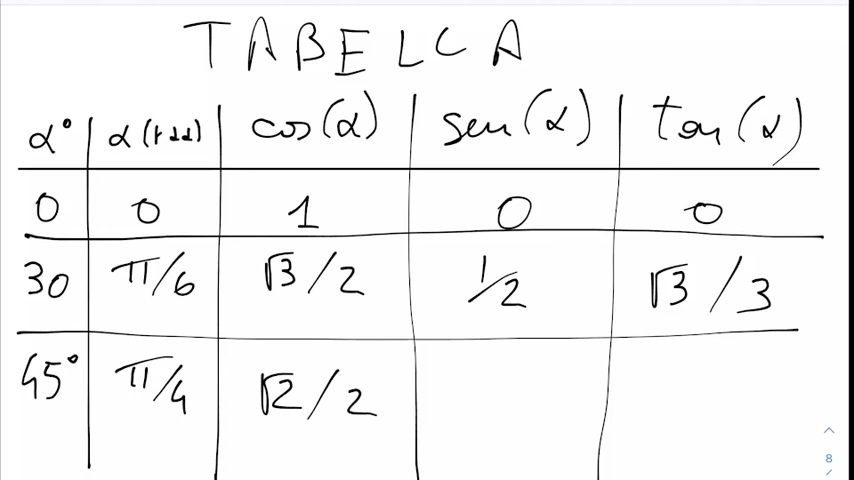 TABELLA
α° α (rad) cos(α) sen(α) tan(α)
0 0 1 0 0
30 π/6 √3/2 1/2 √3/3
45° π/4 √2/2
8